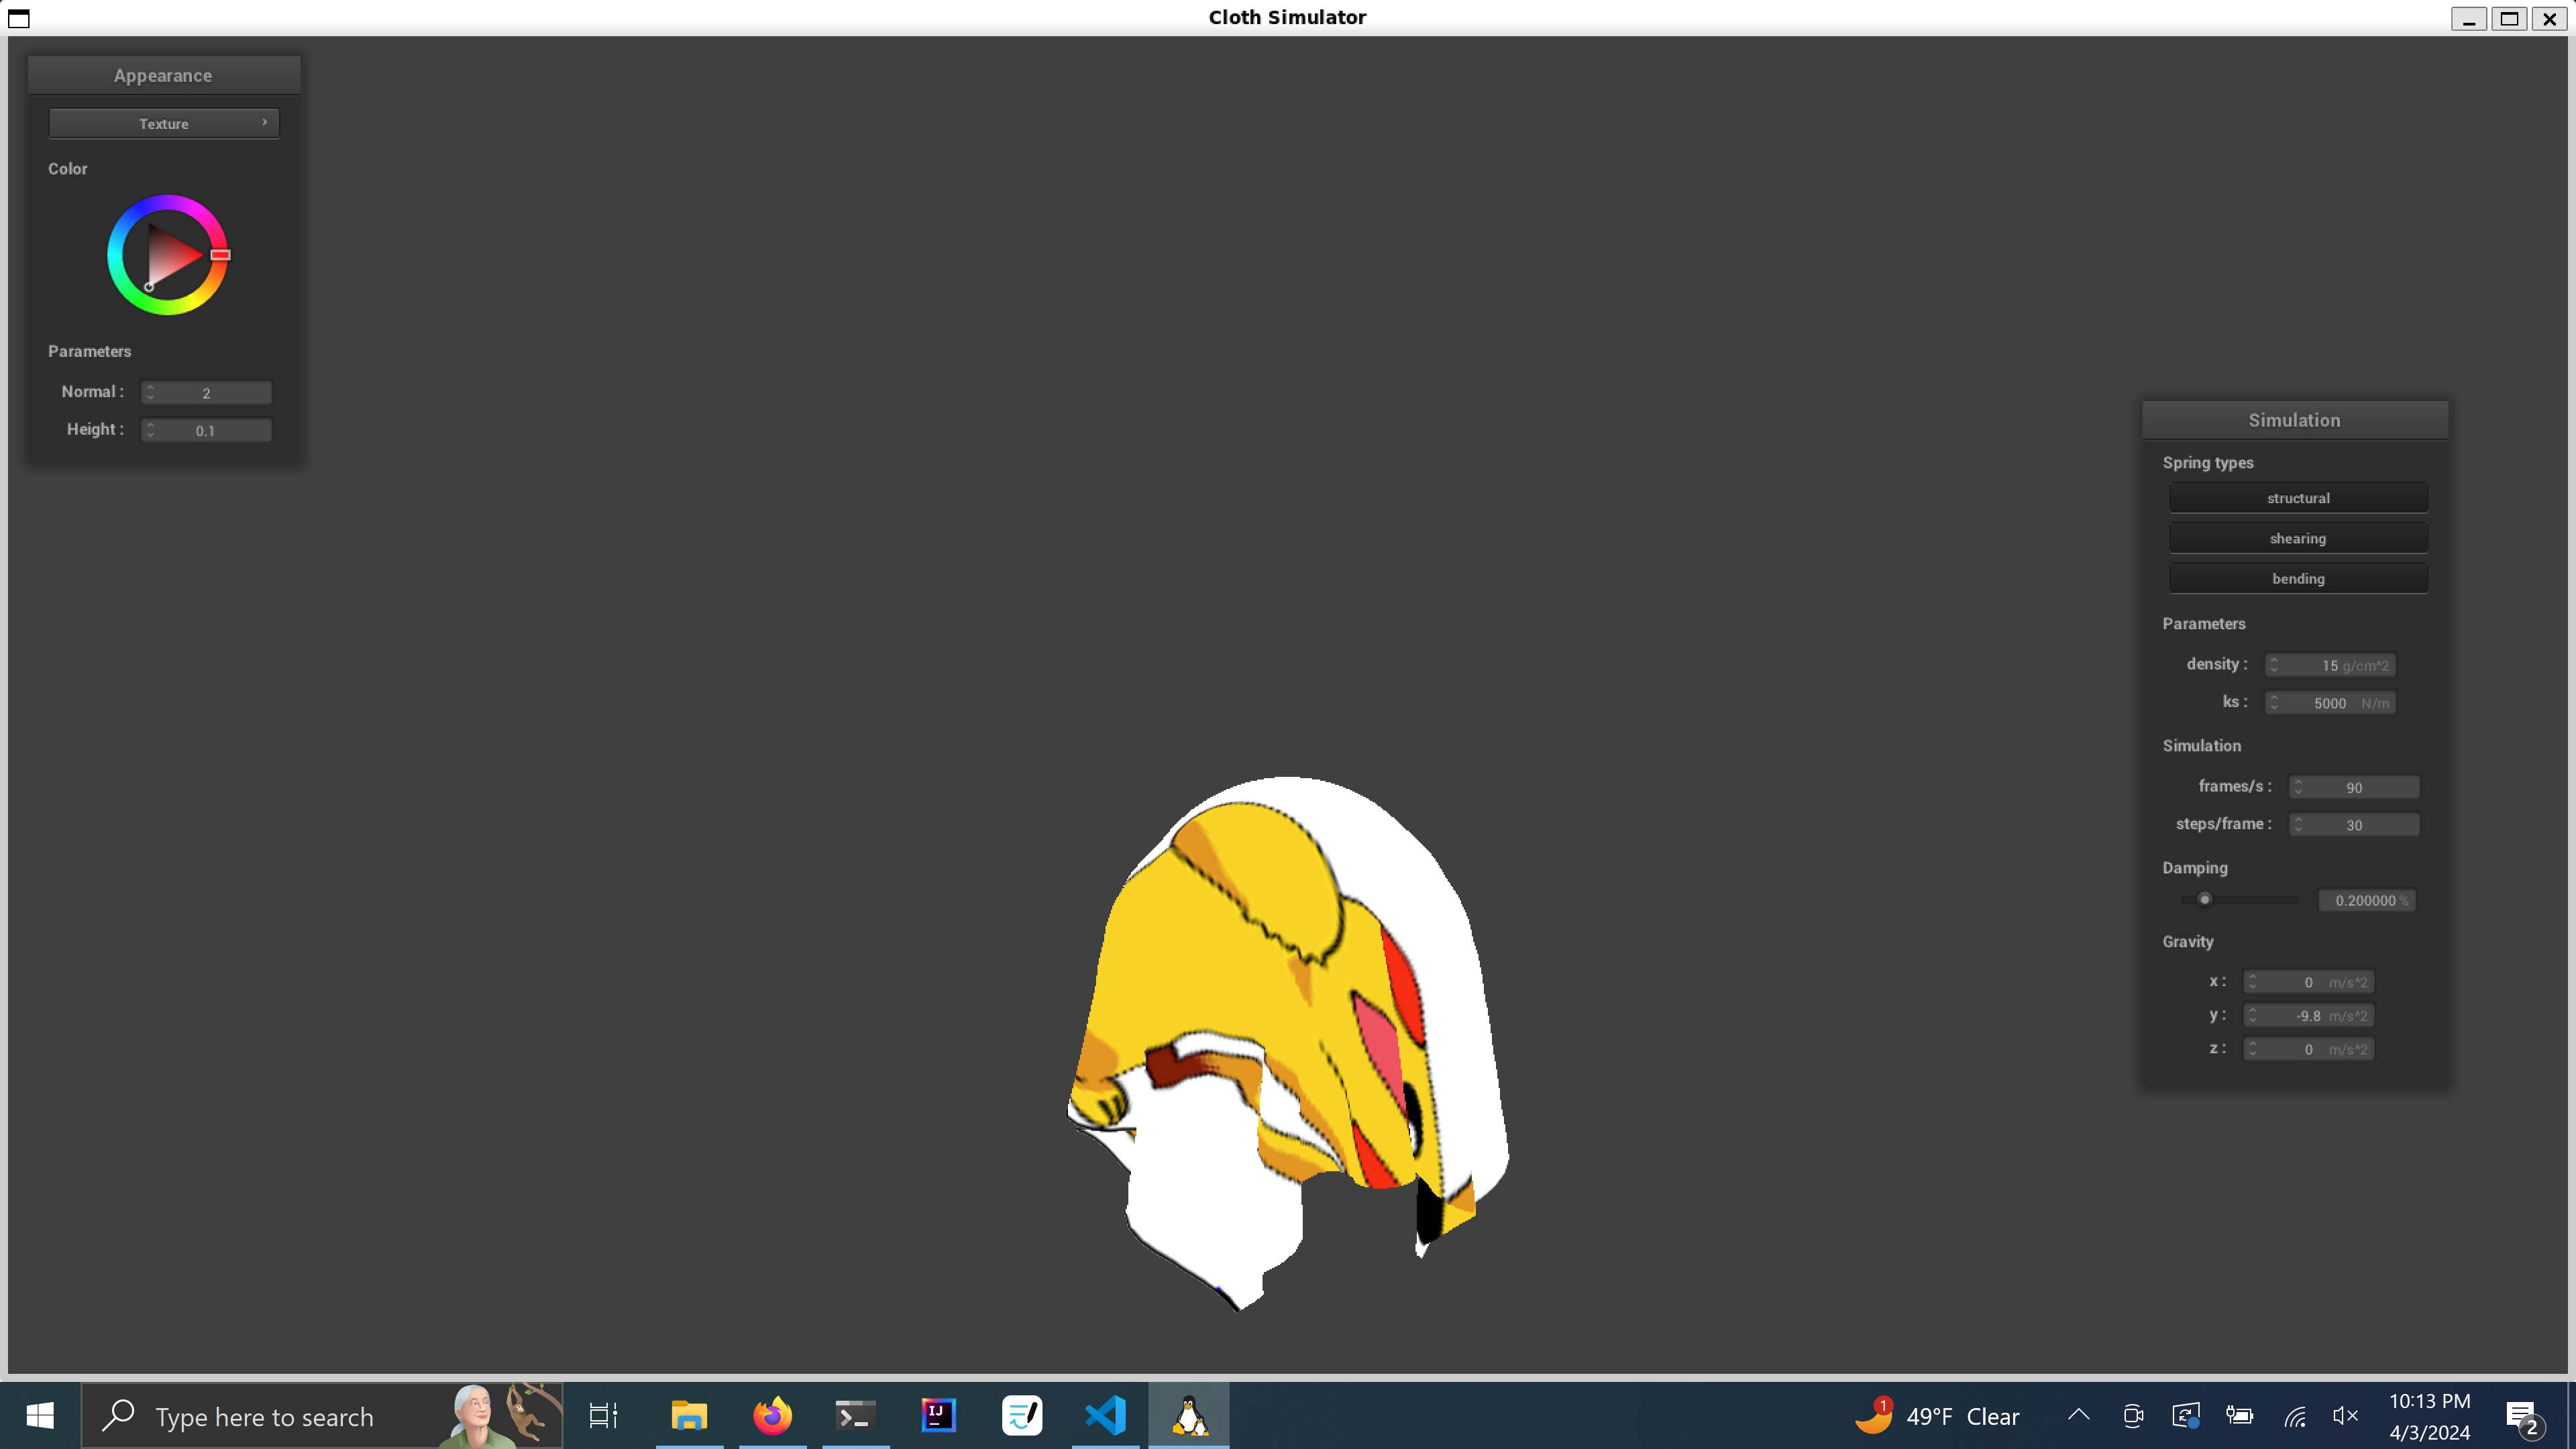 Cloth Simulator
Appearance
Texture
Color
Parameters
Normal : 2
Height : 0.1
Simulation
Spring types
structural
shearing
bending
Parameters
density : 15 g/cm^2
ks : 5000 N/m
Simulation
frames/s : 90
steps/frame : 30
Damping
0.200000 %
Gravity
x : 0 m/s^2
y : -9.8 m/s^2
z : 0 m/s^2
Type here to search
IJ
1
49°F Clear
10:13 PM
4/3/2024
2